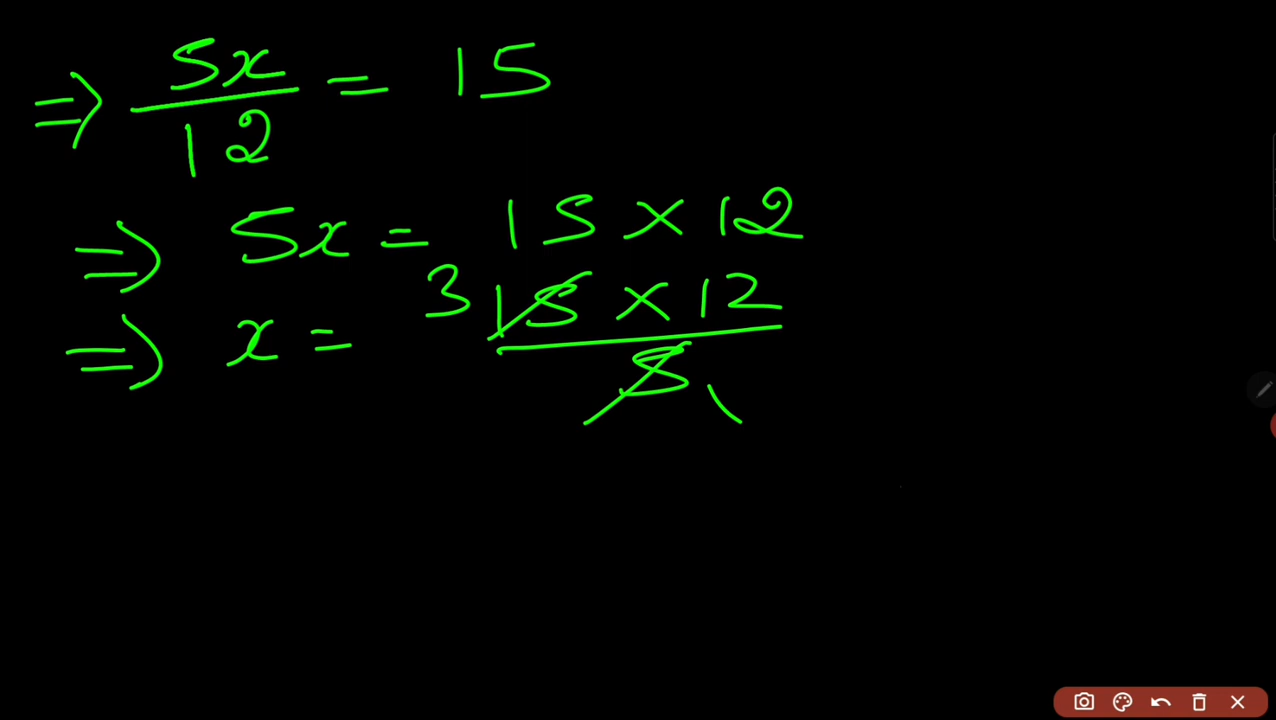 ⇒ 5x/12 = 15
⇒ 5x = 15 × 12
⇒ x = 3 15 × 12 / 5 1